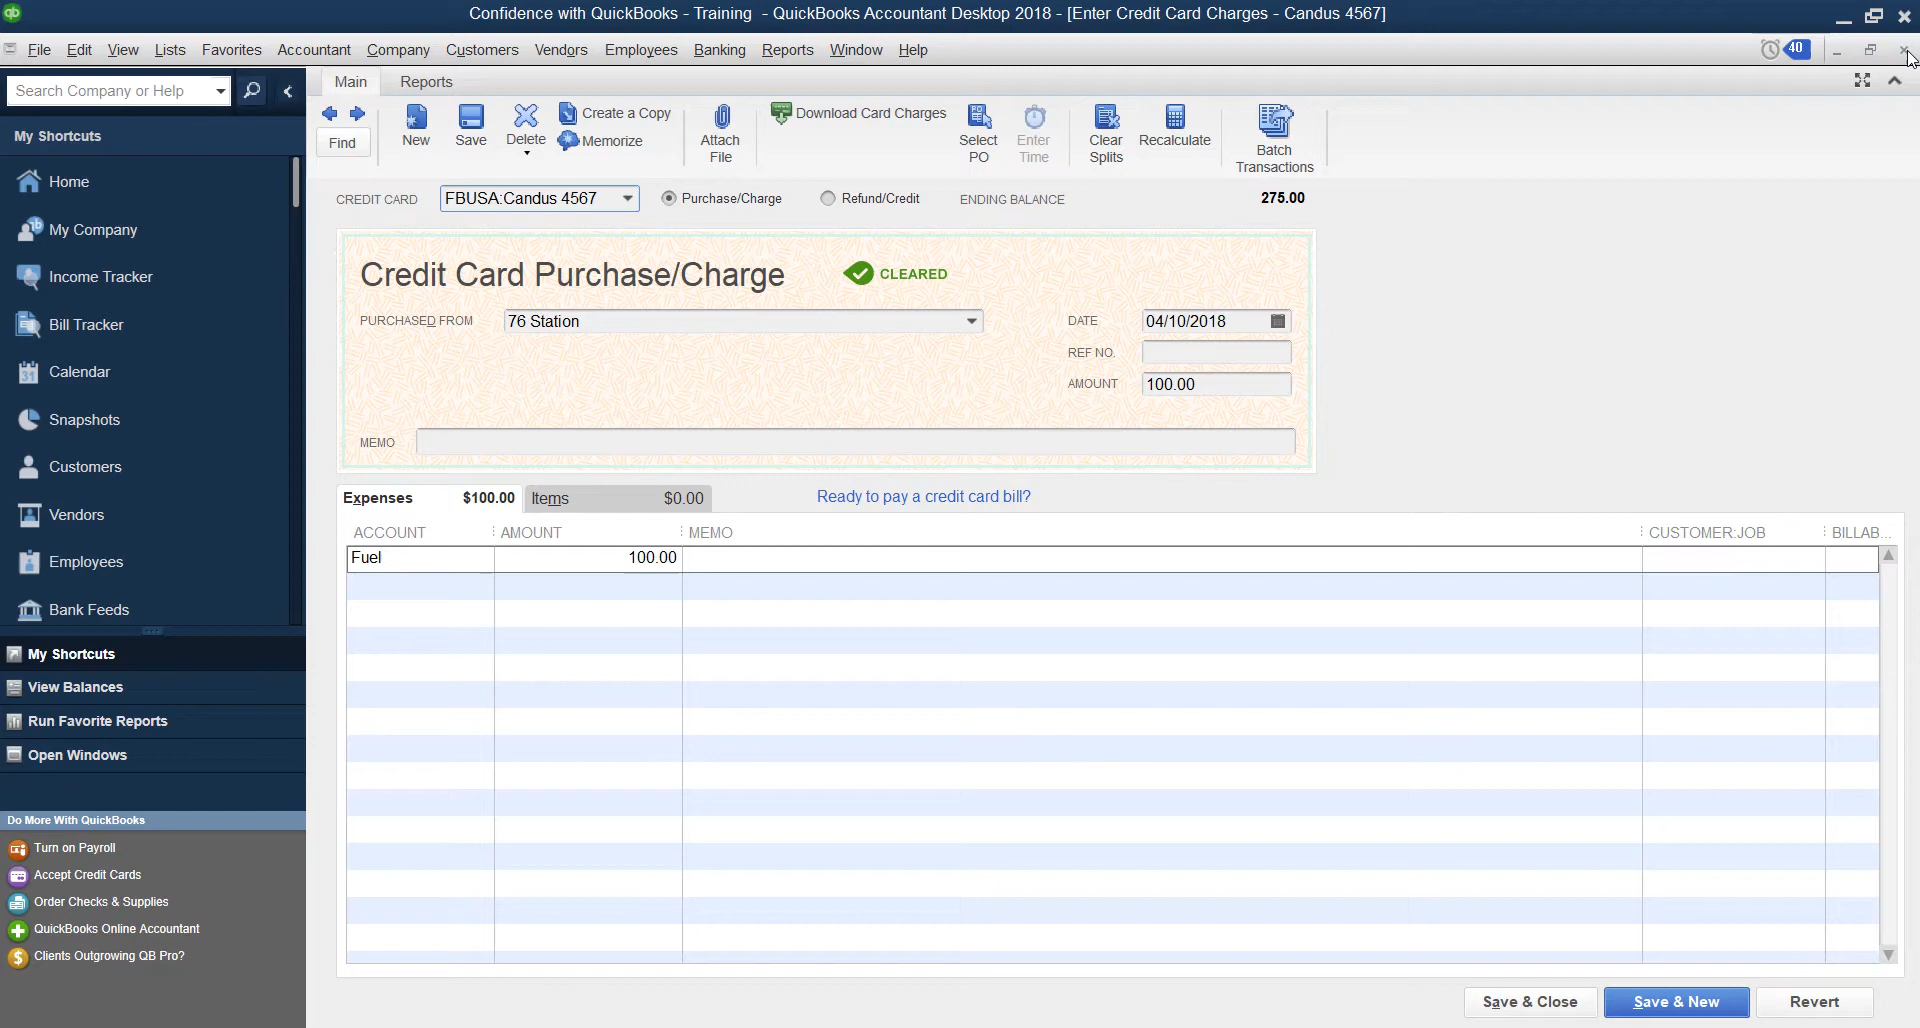 Confidence with QuickBooks - Training - QuickBooks Accountant Desktop 2018 - [Enter Credit Card Charges - Candus 4567]
File Edit View Lists Favorites Accountant Company Customers Vendors Employees Banking Reports Window Help 40
Search Company or Help
Main Reports
My Shortcuts
Home
My Company
Income Tracker
Bill Tracker
31 Calendar
Snapshots
Customers
Vendors
Employees
Bank Feeds
My Shortcuts
View Balances
Run Favorite Reports
Open Windows
Do More With QuickBooks
Turn on Payroll
Accept Credit Cards
Order Checks & Supplies
QuickBooks Online Accountant
Clients Outgrowing QB Pro?
Find
New
Save
Delete
Create a Copy
Memorize
Attach
File
Download Card Charges
Select
PO
Enter
Time
Clear
Splits
Recalculate
Batch
Transactions
CREDIT CARD FBUSA:Candus 4567 Purchase/Charge Refund/Credit ENDING BALANCE 275.00
Credit Card Purchase/Charge CLEARED
PURCHASED FROM 76 Station DATE 04/10/2018
REF NO.
AMOUNT 100.00
MEMO
Expenses $100.00 Items $0.00 Ready to pay a credit card bill?
ACCOUNT AMOUNT MEMO CUSTOMER:JOB BILLAB...
Fuel 100.00
Save & Close Save & New Revert